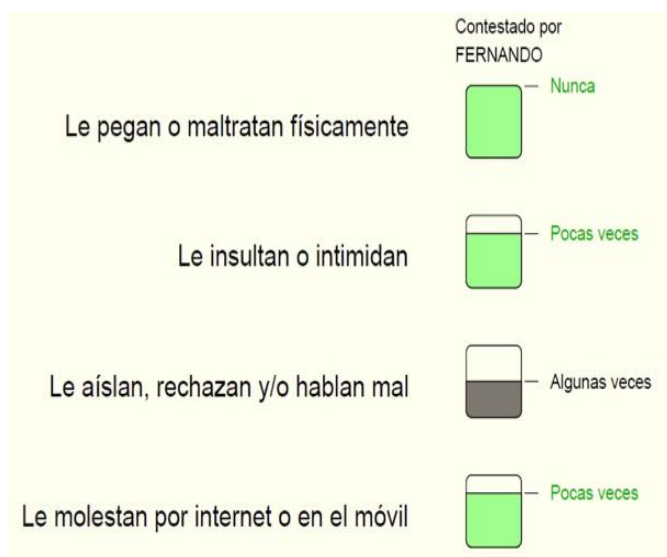 Contestado por
FERNANDO
Nunca
Le pegan o maltratan físicamente
Pocas veces
Le insultan o intimidan
Algunas veces
Le aíslan, rechazan y/o hablan mal
Pocas veces
Le molestan por internet o en el móvil